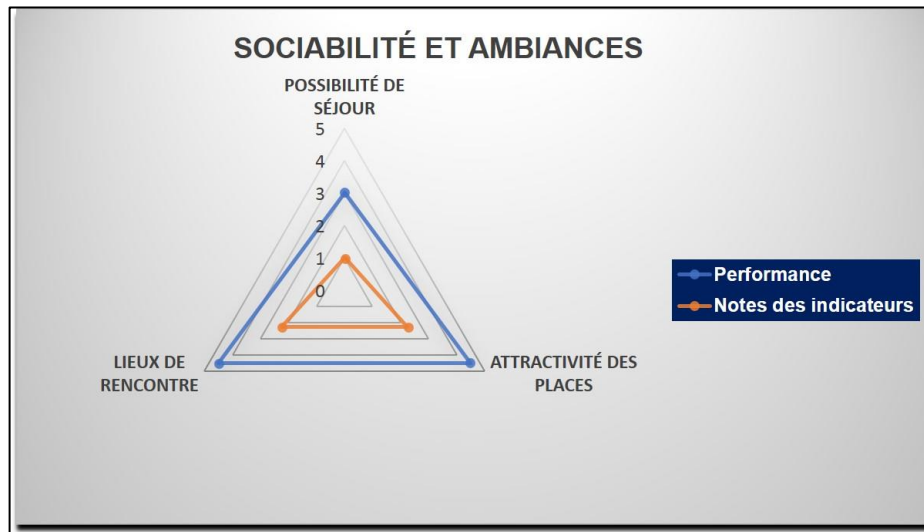 SOCIABILITÉ ET AMBIANCES
POSSIBILITÉ DE
SÉJOUR
5
4
3
2
1
0
LIEUX DE
RENCONTRE
ATTRACTIVITÉ DES
PLACES
Performance
Notes des indicateurs